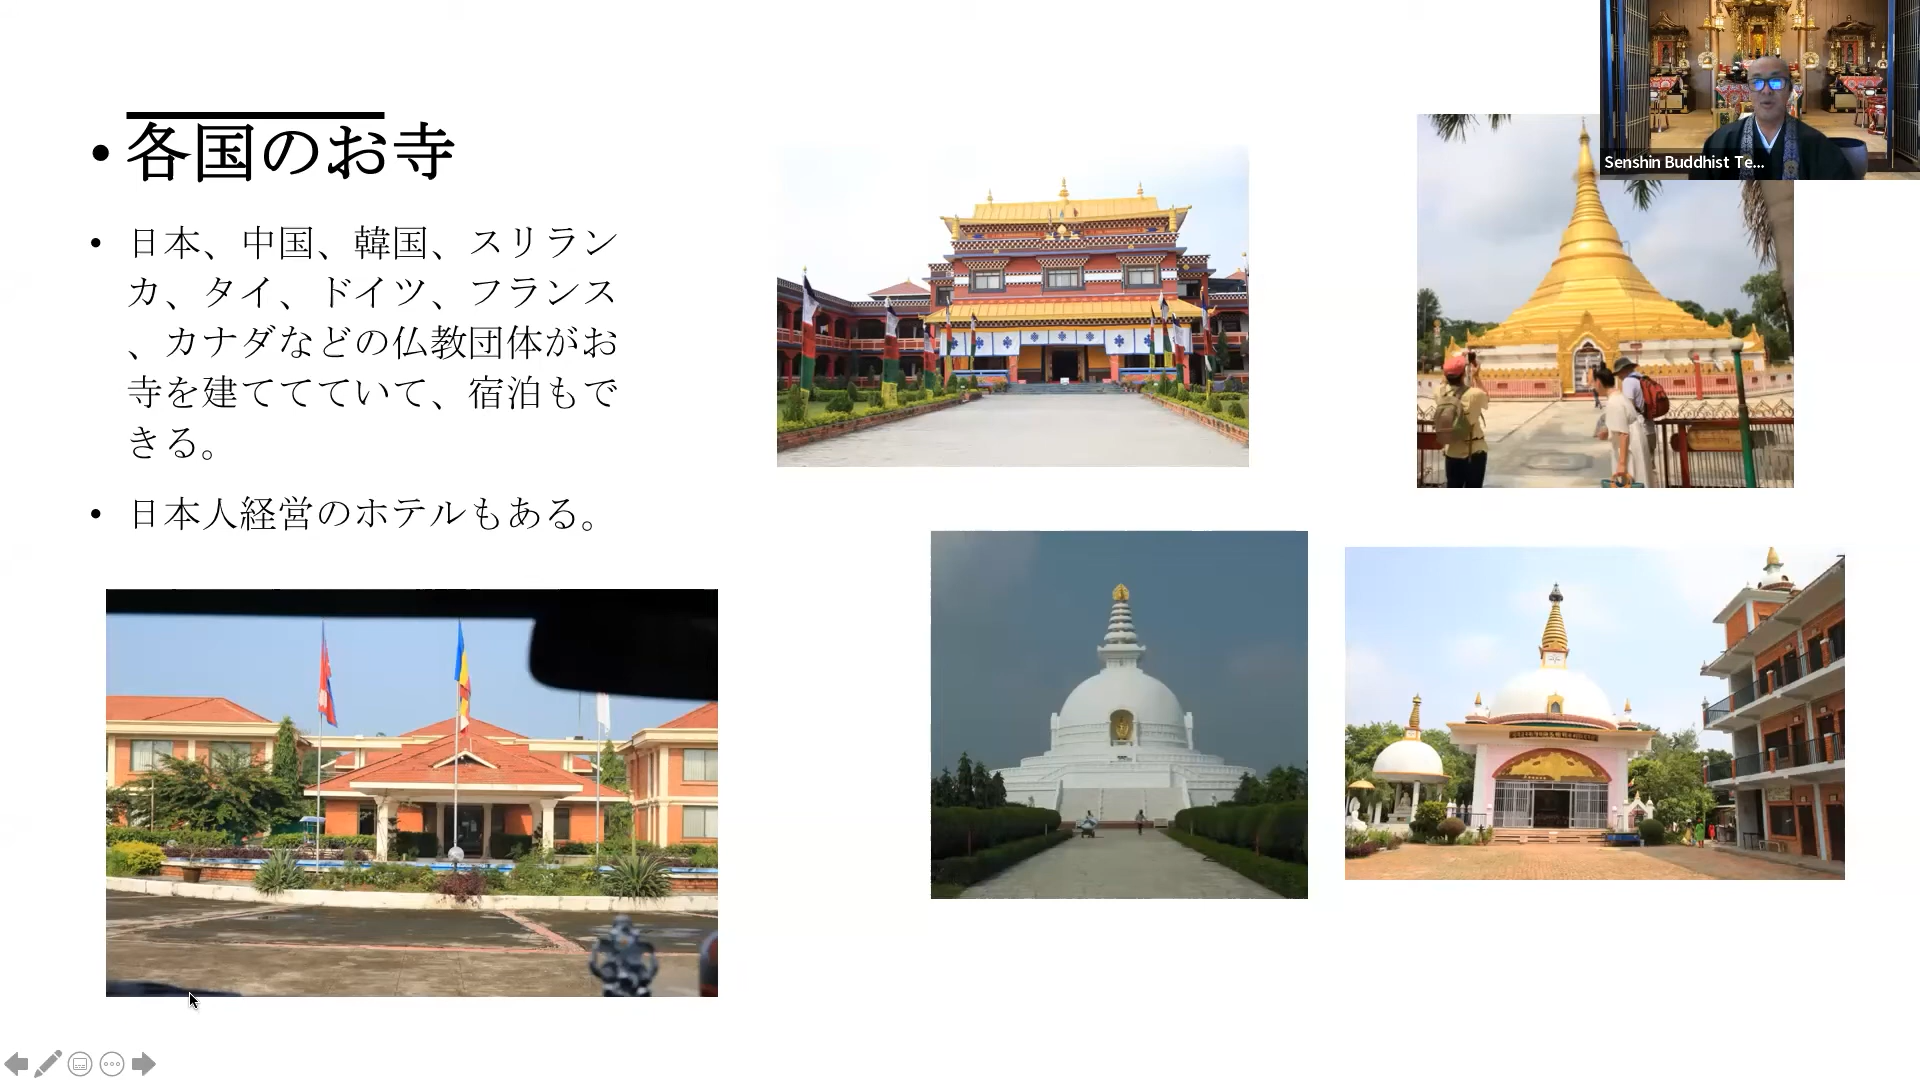 • 各国のお寺
• 日本、中国、韓国、スリラン
カ、タイ、ドイツ、フランス
、カナダなどの仏教団体がお
寺を建ててていて、宿泊もで
きる。
• 日本人経営のホテルもある。
Senshin Buddhist Te...